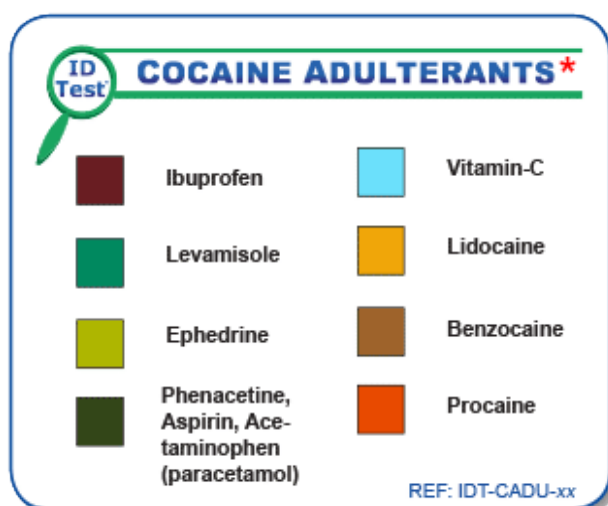 ID
Test
COCAINE ADULTERANTS*
Ibuprofen
Vitamin-C
Levamisole
Lidocaine
Ephedrine
Benzocaine
Phenacetine,
Aspirin, Ace-
taminophen
(paracetamol)
Procaine
REF: IDT-CADU-xx